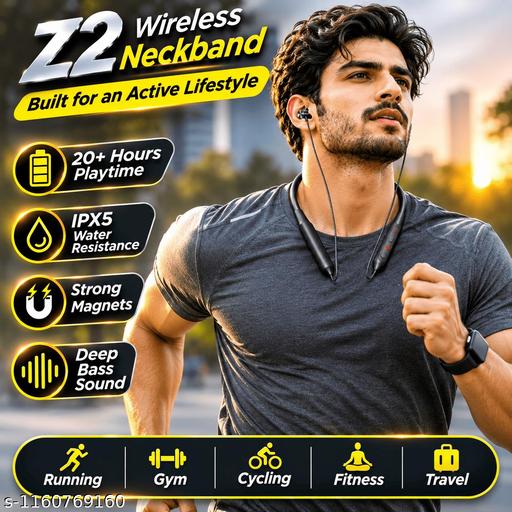 Z2 Wireless
Neckband
Built for an Active Lifestyle
20+ Hours
Playtime
IPX5
Water
Resistance
Strong
Magnets
Deep
Bass
Sound
Running
Gym
Cycling
Fitness
Travel
s-1160769160